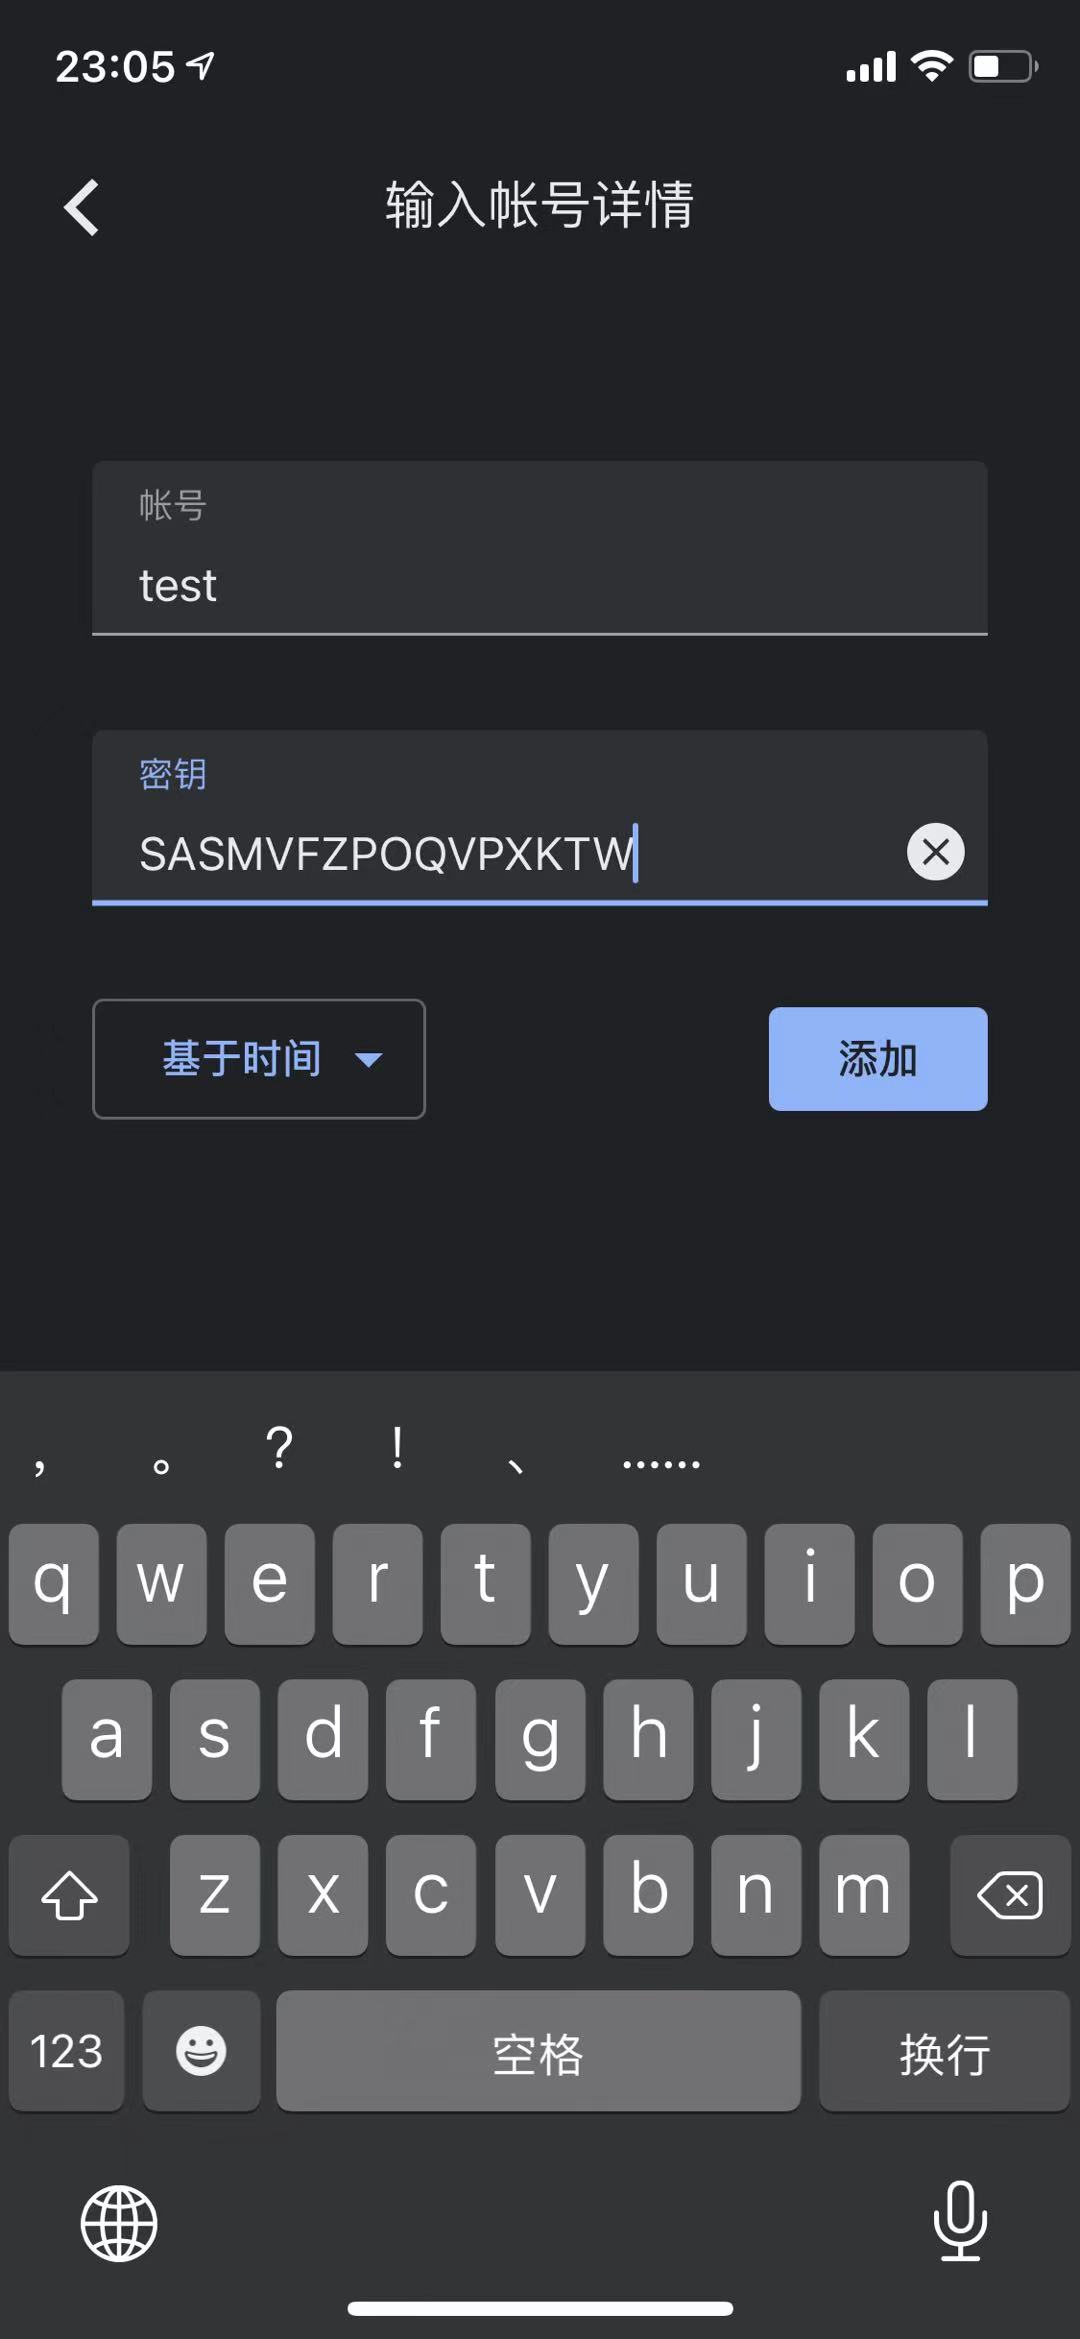 23:05
输入帐号详情
帐号
test
密钥
SASMVFZPOQVPXKTW
基于时间
添加
， 。 ? ! 、 ……
q w e r t y u i o p
a s d f g h j k l
z x c v b n m
123 空格 换行